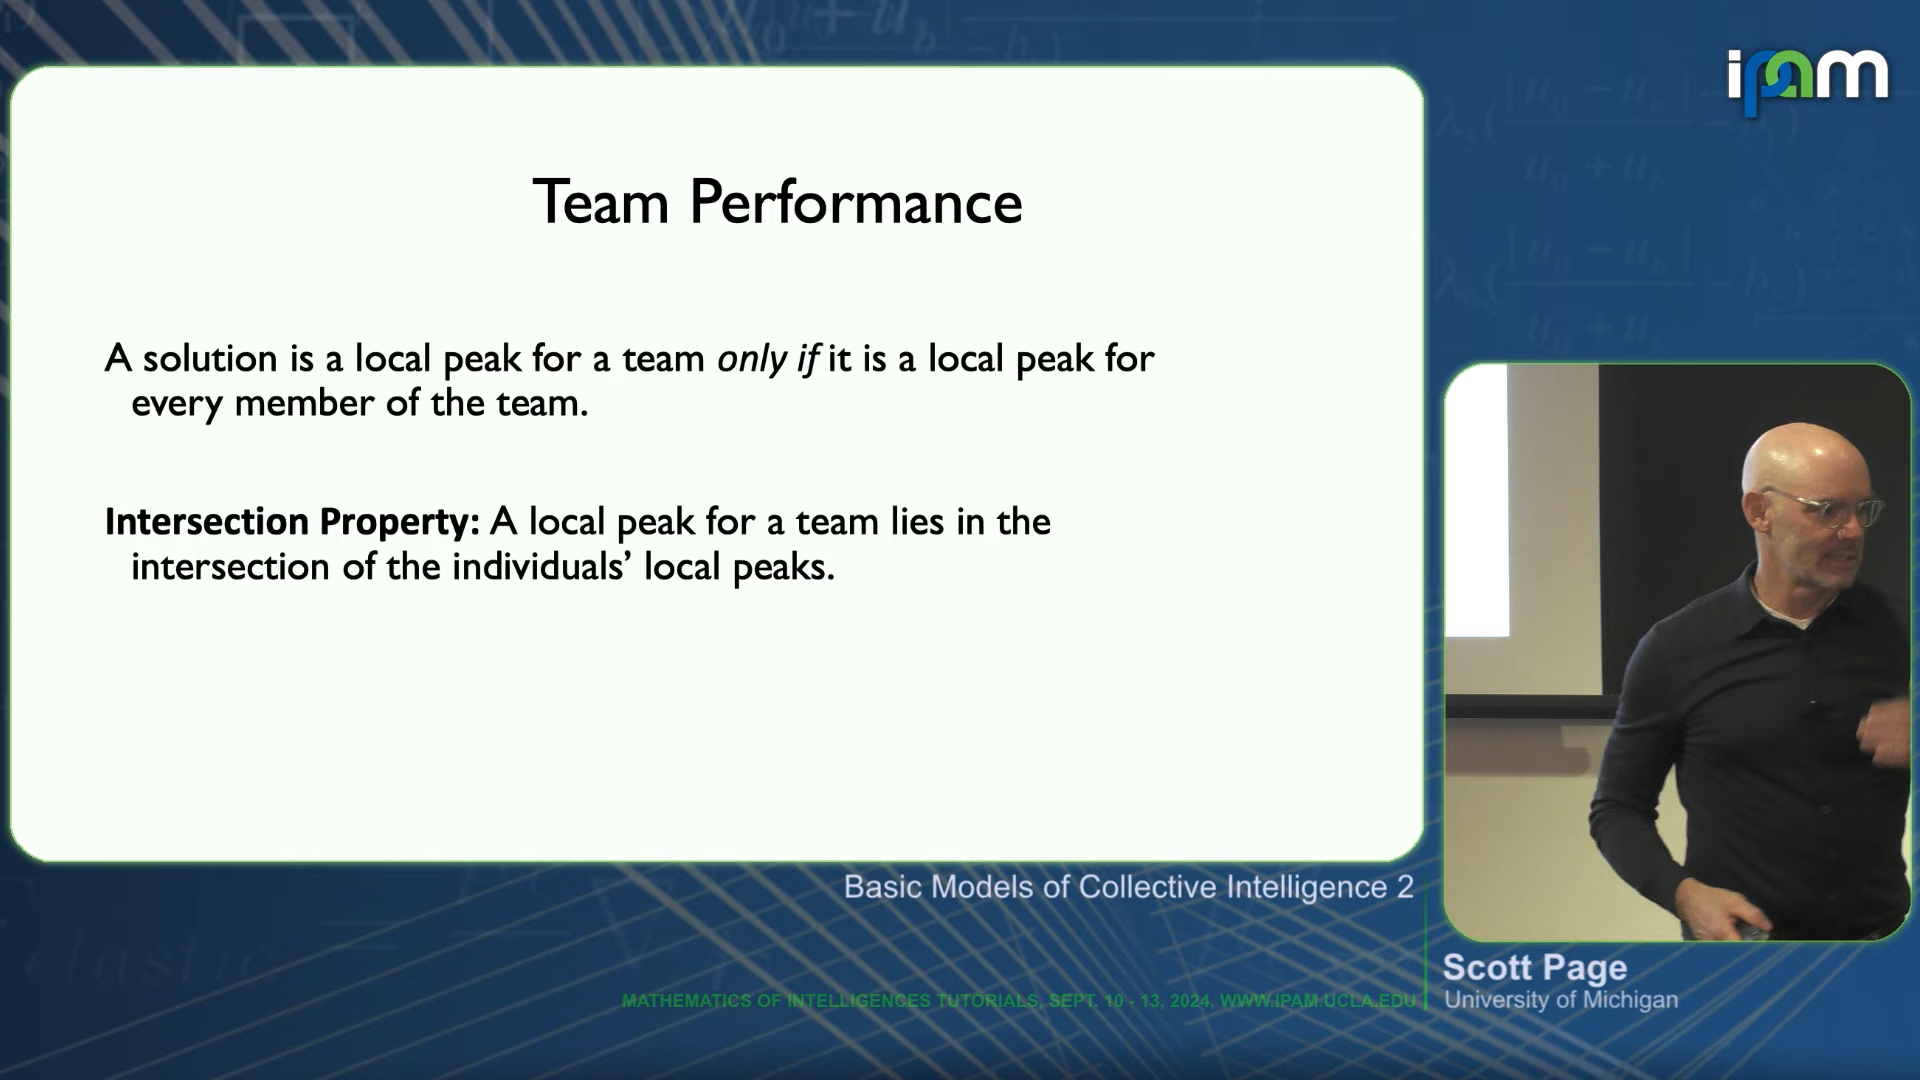 ipam
Team Performance
A solution is a local peak for a team only if it is a local peak for
every member of the team.
Intersection Property: A local peak for a team lies in the
intersection of the individuals’ local peaks.
Basic Models of Collective Intelligence 2
Scott Page
University of Michigan
MATHEMATICS OF INTELLIGENCES TUTORIALS, SEPT. 10 - 13, 2024, WWW.IPAM.UCLA.EDU
elastic